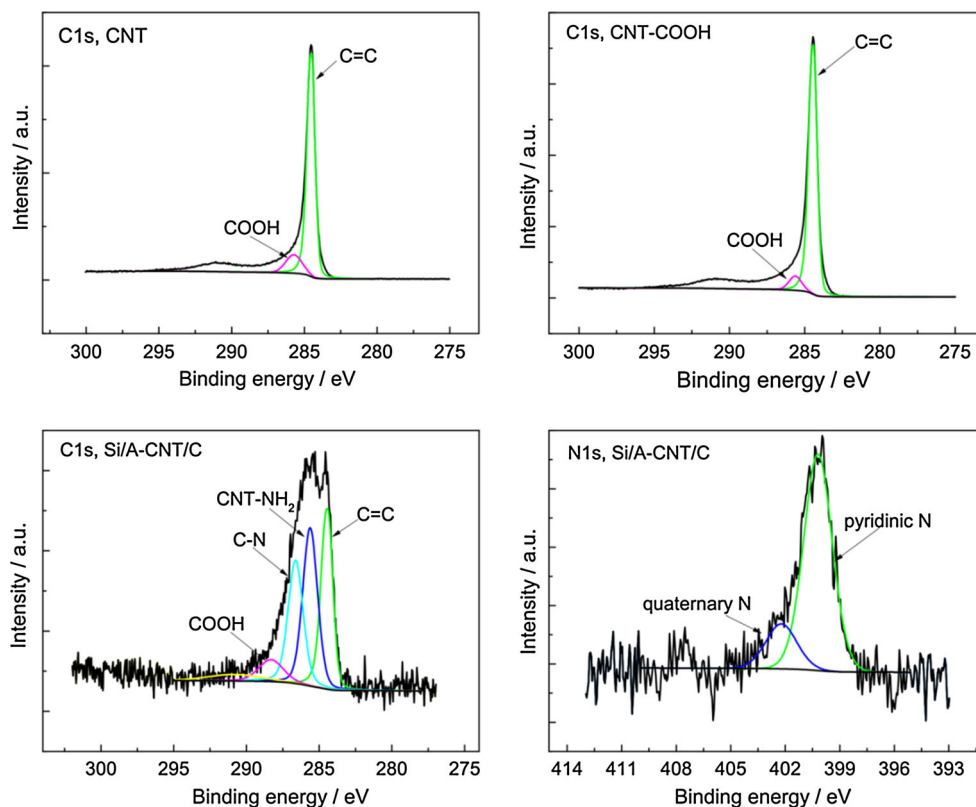 C1s, CNT
C=C
COOH
Intensity / a.u.
300 295 290 285 280 275
Binding energy / eV
C1s, CNT-COOH
C=C
COOH
Intensity / a.u.
300 295 290 285 280 275
Binding energy / eV
C1s, Si/A-CNT/C
CNT-NH₂
C=C
C-N
COOH
Intensity / a.u.
300 295 290 285 280 275
Binding energy / eV
N1s, Si/A-CNT/C
pyridinic N
quaternary N
Intensity / a.u.
414 411 408 405 402 399 396 393
Binding energy / eV